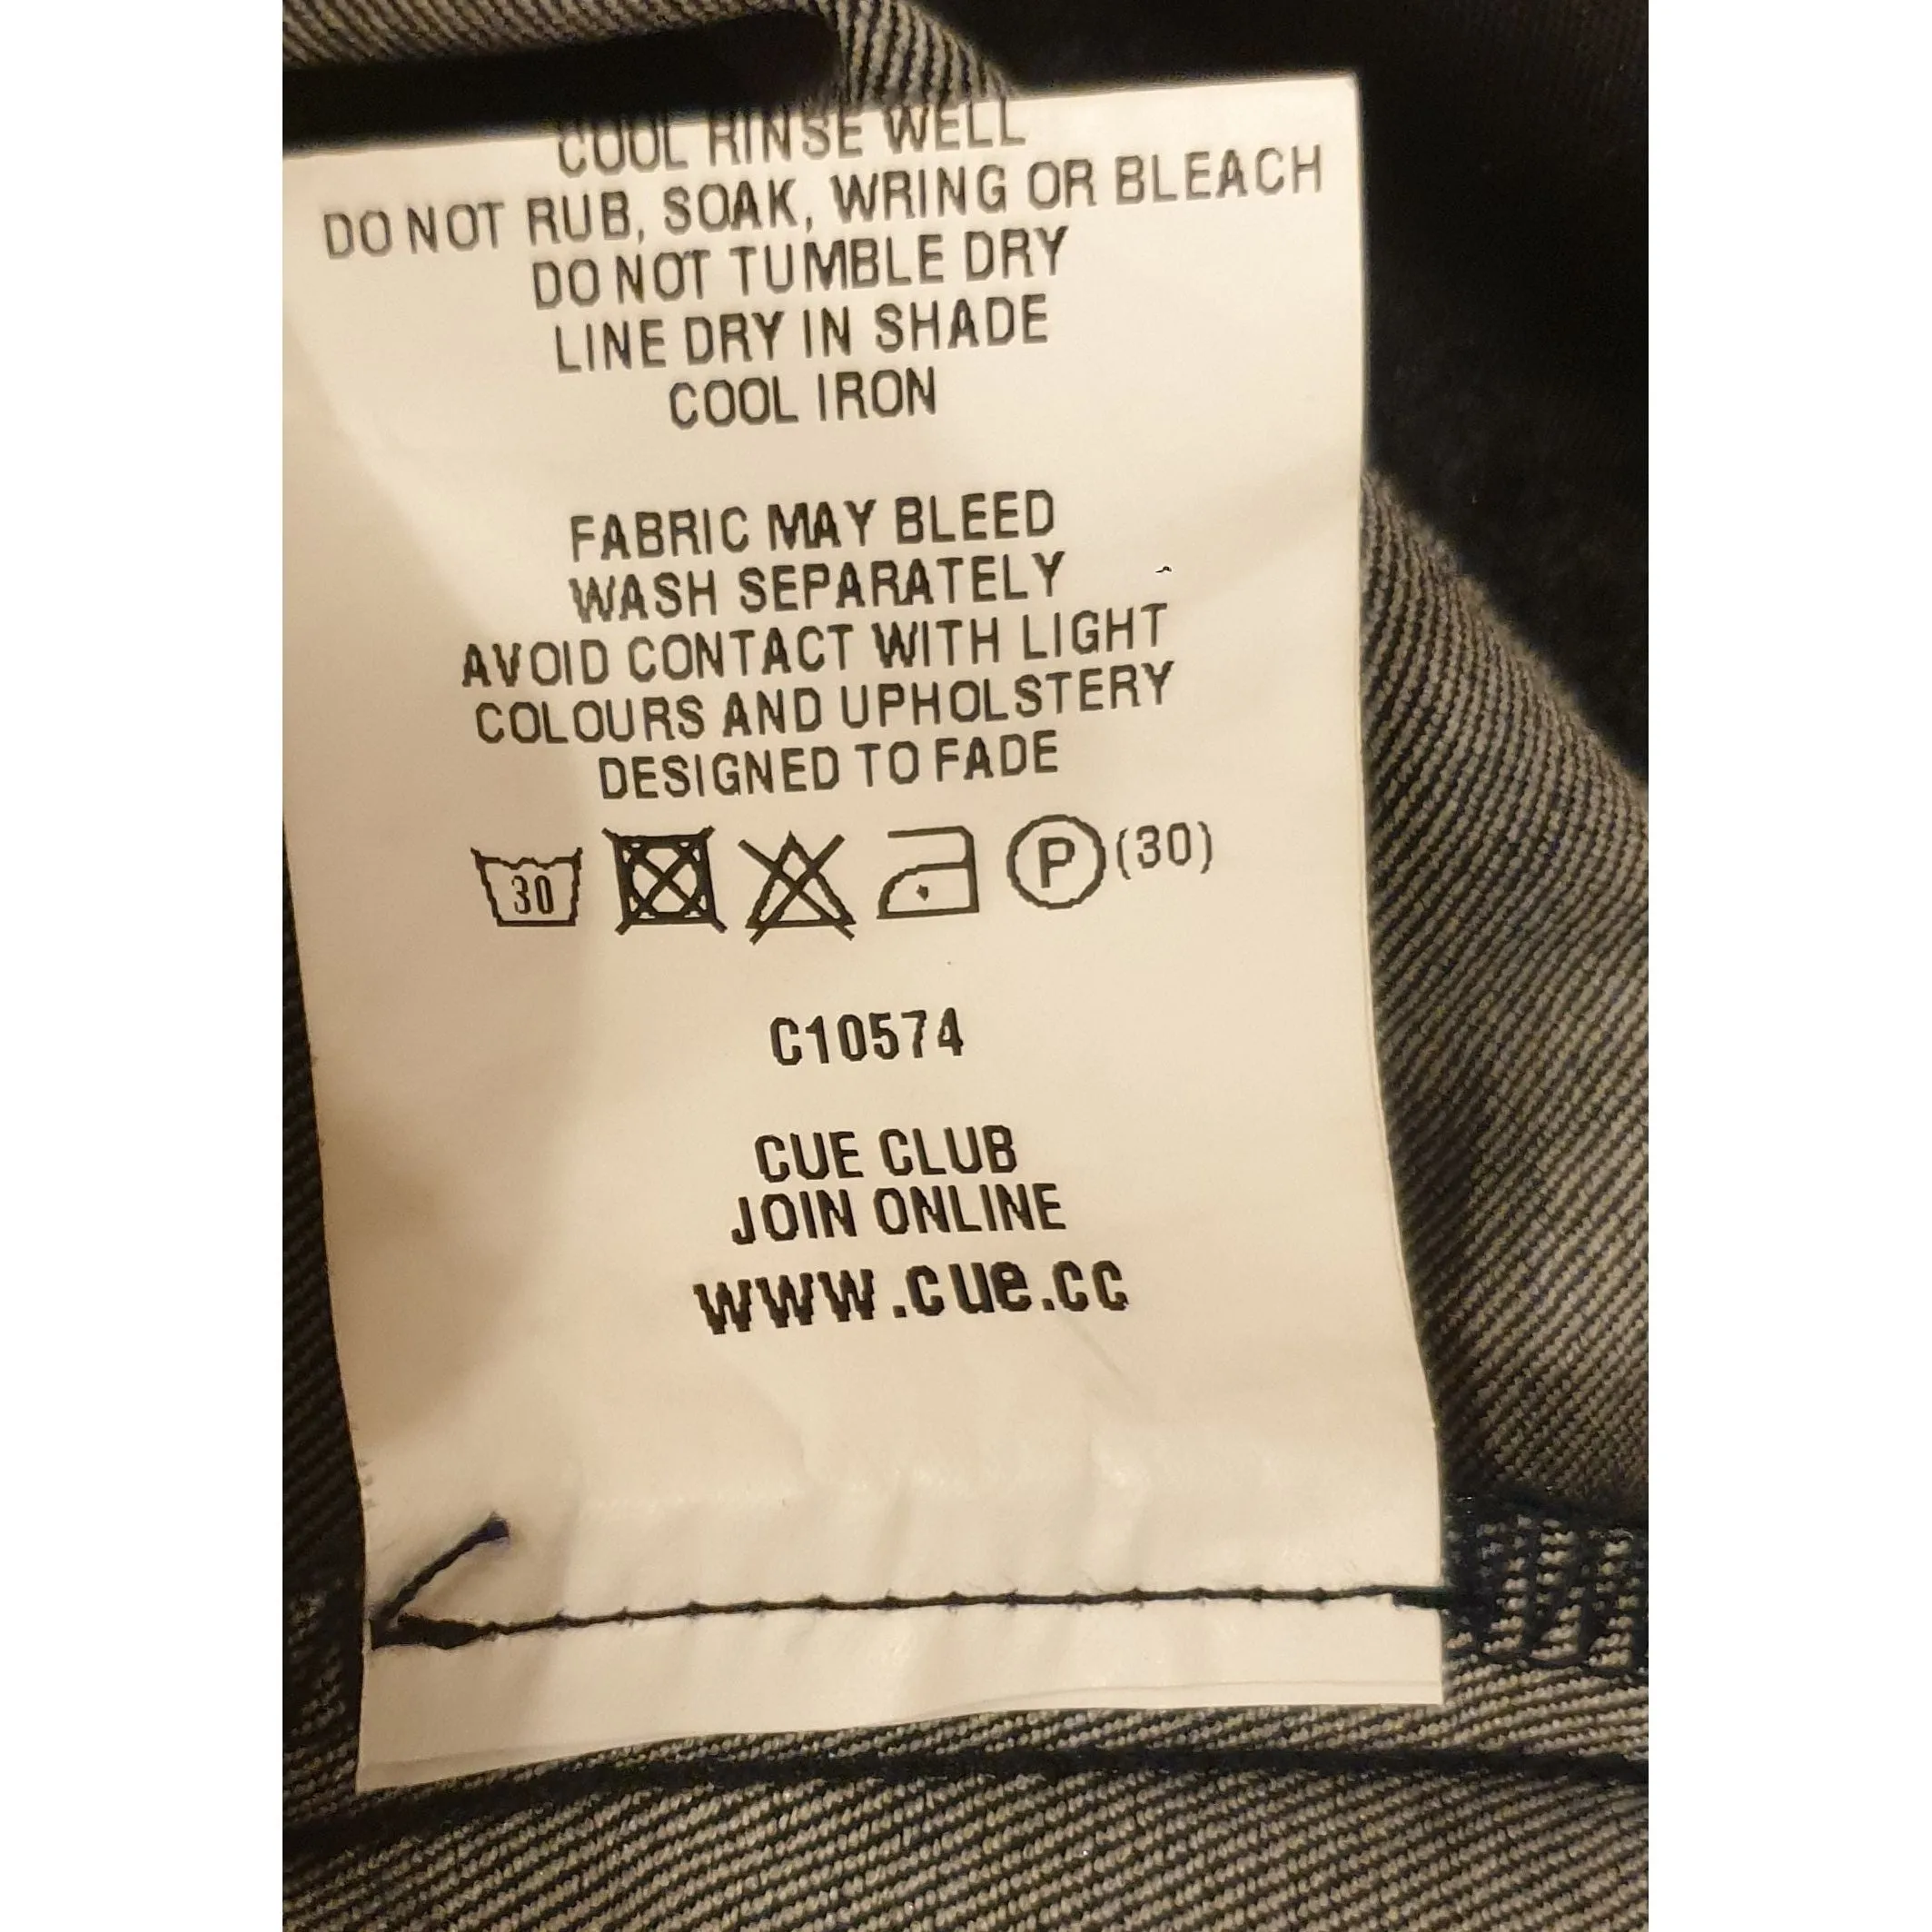 COOL RINSE WELL
DO NOT RUB, SOAK, WRING OR BLEACH
DO NOT TUMBLE DRY
LINE DRY IN SHADE
COOL IRON
FABRIC MAY BLEED
WASH SEPARATELY
AVOID CONTACT WITH LIGHT
COLOURS AND UPHOLSTERY
DESIGNED TO FADE
30 P (30)
C10574
CUE CLUB
JOIN ONLINE
www.cue.cc